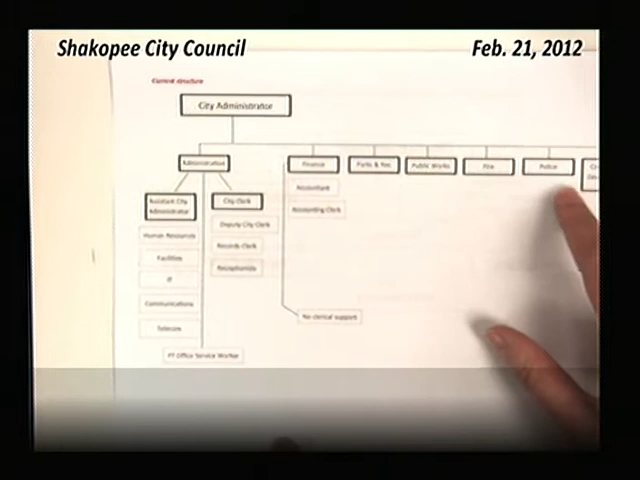 Shakopee City Council
Feb. 21, 2012
Current structure
City Administrator
Administration
Finance
Parks & Rec
Public Works
Fire
Police
Assistant City
Administrator
City Clerk
Accountant
Accounting Clerk
Human Resources
Deputy City Clerk
Facilities
Records Clerk
IT
Receptionists
Communications
Telecom
No clerical support
PT Office Service Worker